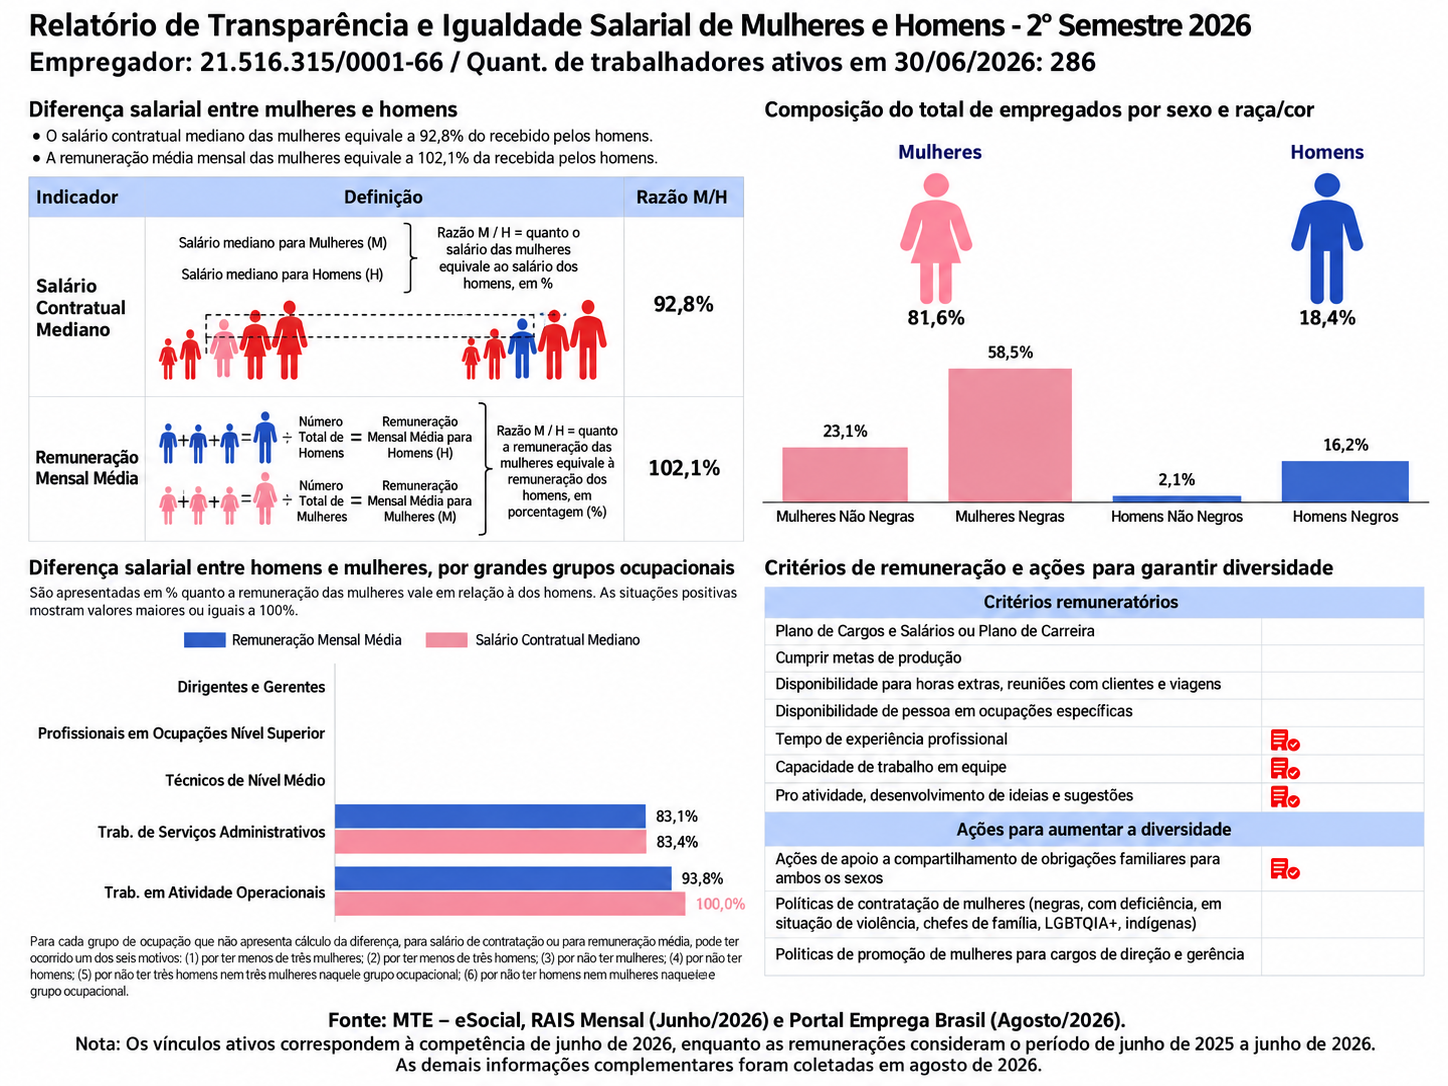 Relatório de Transparência e Igualdade Salarial de Mulheres e Homens - 2º Semestre 2026
Empregador: 21.516.315/0001-66 / Quant. de trabalhadores ativos em 30/06/2026: 286
Diferença salarial entre mulheres e homens
• O salário contratual mediano das mulheres equivale a 92,8% do recebido pelos homens.
• A remuneração média mensal das mulheres equivale a 102,1% da recebida pelos homens.
Indicador
Definição
Razão M/H
Salário
Contratual
Mediano
Salário mediano para Mulheres (M)
Salário mediano para Homens (H)
Razão M / H = quanto o
salário das mulheres
equivale ao salário dos
homens, em %
92,8%
Remuneração
Mensal Média
+ + = ÷
Número
Total de
Homens
=
Remuneração
Mensal Média para
Homens (H)
+ + = ÷
Número
Total de
Mulheres
=
Remuneração
Mensal Média para
Mulheres (M)
Razão M / H = quanto
a remuneração das
mulheres equivale à
remuneração dos
homens, em
porcentagem (%)
102,1%
Composição do total de empregados por sexo e raça/cor
Mulheres
Homens
81,6%
18,4%
23,1%
58,5%
2,1%
16,2%
Mulheres Não Negras
Mulheres Negras
Homens Não Negros
Homens Negros
Diferença salarial entre homens e mulheres, por grandes grupos ocupacionais
São apresentadas em % quanto a remuneração das mulheres vale em relação à dos homens. As situações positivas
mostram valores maiores ou iguais a 100%.
Remuneração Mensal Média
Salário Contratual Mediano
Dirigentes e Gerentes
Profissionais em Ocupações Nível Superior
Técnicos de Nível Médio
Trab. de Serviços Administrativos
83,1%
83,4%
Trab. em Atividade Operacionais
93,8%
100,0%
Para cada grupo de ocupação que não apresenta cálculo da diferença, para salário de contratação ou para remuneração média, pode ter
ocorrido um dos seis motivos: (1) por ter menos de três mulheres; (2) por ter menos de três homens; (3) por não ter mulheres; (4) por não ter
homens; (5) por não ter três homens nem três mulheres naquele grupo ocupacional; (6) por não ter homens nem mulheres
grupo ocupacional.
Critérios de remuneração e ações para garantir diversidade
Critérios remuneratórios
Plano de Cargos e Salários ou Plano de Carreira
Cumprir metas de produção
Disponibilidade para horas extras, reuniões com clientes e viagens
Disponibilidade de pessoa em ocupações específicas
Tempo de experiência profissional
Capacidade de trabalho em equipe
Pro atividade, desenvolvimento de ideias e sugestões
Ações para aumentar a diversidade
Ações de apoio a compartilhamento de obrigações familiares para
ambos os sexos
Políticas de contratação de mulheres (negras, com deficiência, em
situação de violência, chefes de família, LGBTQIA+, indígenas)
Politicas de promoção de mulheres para cargos de direção e gerência
Fonte: MTE – eSocial, RAIS Mensal (Junho/2026) e Portal Emprega Brasil (Agosto/2026).
Nota: Os vínculos ativos correspondem à competência de junho de 2026, enquanto as remunerações consideram o período de junho de 2025 a junho de 2026.
As demais informações complementares foram coletadas em agosto de 2026.